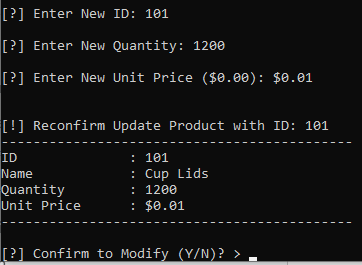 [?] Enter New ID: 101
[?] Enter New Quantity: 1200
[?] Enter New Unit Price ($0.00): $0.01
[!] Reconfirm Update Product with ID: 101
--------------------------------------------
ID : 101
Name : Cup Lids
Quantity : 1200
Unit Price : $0.01
--------------------------------------------
[?] Confirm to Modify (Y/N)? >